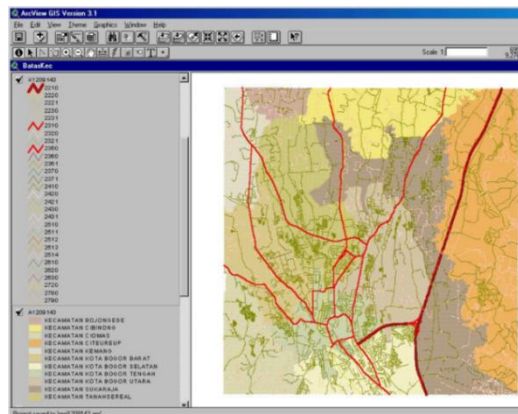 ArcView GIS Version 3.1
File Edit View Theme Graphics Window Help
Scale 1:
BatasKec
A1209143
2210
2220
2221
2230
2231
2310
2320
2321
2350
2360
2361
2370
2371
2410
2420
2421
2430
2431
2510
2511
2512
2513
2514
2610
2620
2630
2720
2780
2790
A1209143
KECAMATAN BOJONGGEDE
KECAMATAN CIBINONG
KECAMATAN CIOMAS
KECAMATAN CITEUREUP
KECAMATAN KEMANG
KECAMATAN KOTA BOGOR BARAT
KECAMATAN KOTA BOGOR SELATAN
KECAMATAN KOTA BOGOR TENGAH
KECAMATAN KOTA BOGOR UTARA
KECAMATAN SUKARAJA
KECAMATAN TANAHSEREAL